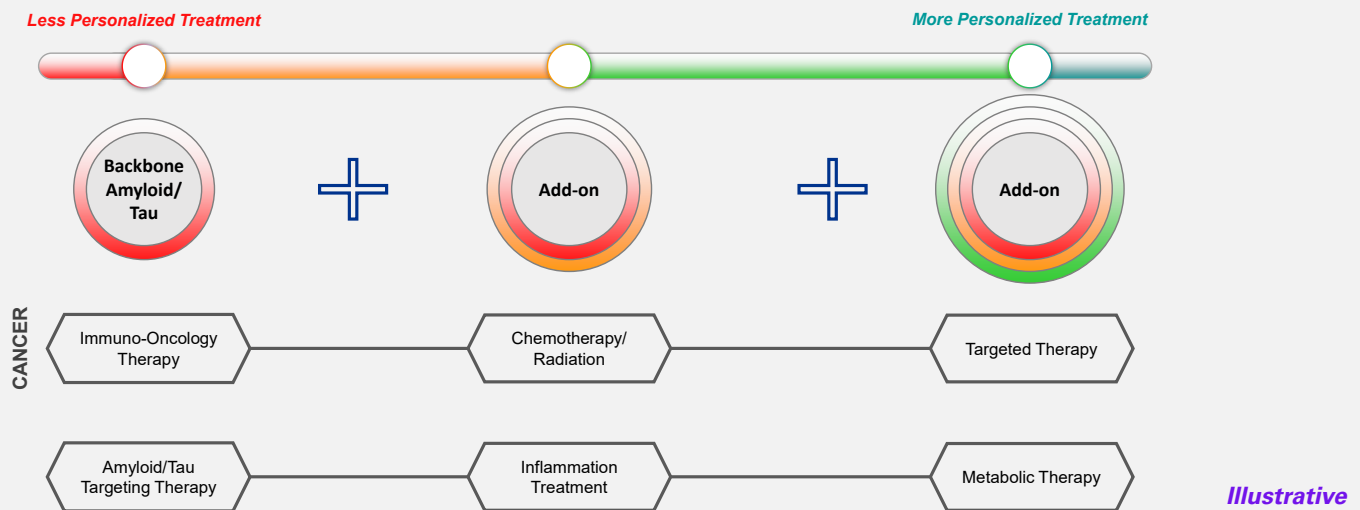 Less Personalized Treatment
More Personalized Treatment
Backbone
Amyloid/
Tau
Add-on
Add-on
CANCER
Immuno-Oncology
Therapy
Chemotherapy/
Radiation
Targeted Therapy
Amyloid/Tau
Targeting Therapy
Inflammation
Treatment
Metabolic Therapy
Illustrative